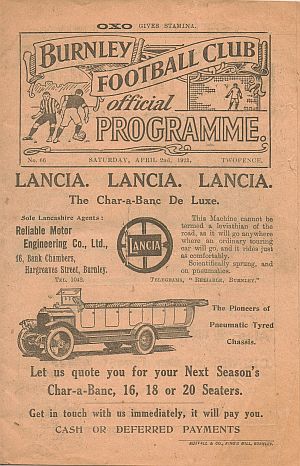 OXO GIVES STAMINA.
BURNLEY
FOOTBALL CLUB
official
PROGRAMME.
No. 66 SATURDAY, APRIL 2nd, 1921. TWOPENCE.
LANCIA. LANCIA. LANCIA.
The Char-a-Banc De Luxe.
Sole Lancashire Agents:
Reliable Motor
Engineering Co., Ltd.,
16, Bank Chambers,
Hargreaves Street, Burnley.
TEL. 1042.
LANCIA
This Machine cannot be
termed a leviathan of the
road, as it will go anywhere
where an ordinary touring
car will go, and it rides just
as comfortably.
Scientifically sprung, and
on pneumatics.
TELEGRAMS, "RELIABLE, BURNLEY."
The Pioneers of
Pneumatic Tyred
Chassis.
Let us quote you for your Next Season's
Char-a-Banc, 16, 18 or 20 Seaters.
Get in touch with us immediately, it will pay you.
CASH OR DEFERRED PAYMENTS
& CO., BURNLEY.